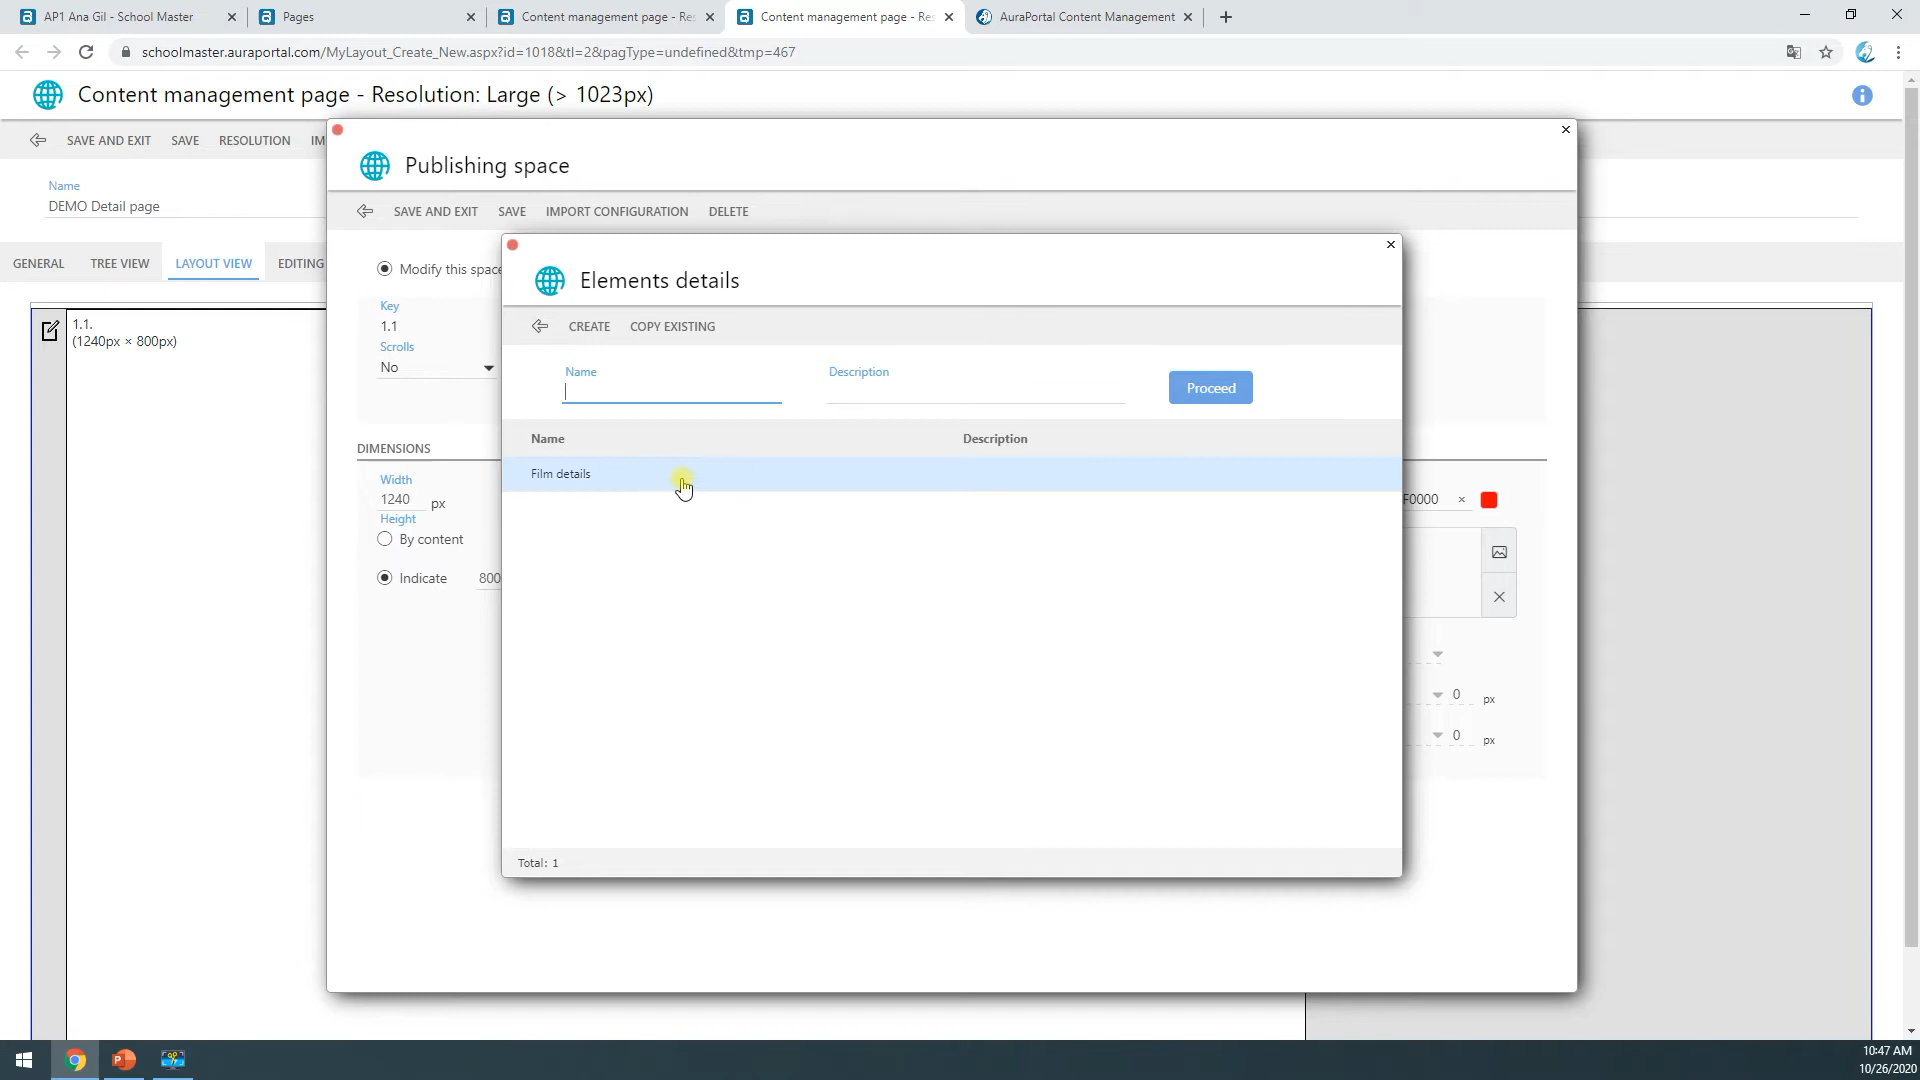 AP1 Ana Gil - School Master
Pages
Content management page - Res
Content management page - Res
AuraPortal Content Management
schoolmaster.auraportal.com/MyLayout_Create_New.aspx?id=1018&tl=2&pagType=undefined&tmp=467
Content management page - Resolution: Large (> 1023px)
SAVE AND EXIT SAVE RESOLUTION IM
Name
DEMO Detail page
GENERAL TREE VIEW LAYOUT VIEW EDITING
1.1.
(1240px × 800px)
Publishing space
SAVE AND EXIT SAVE IMPORT CONFIGURATION DELETE
Modify this space
Key
1.1
Scrolls
No
DIMENSIONS
Width
1240 px
Height
By content
Indicate 800
F0000
0 px
0 px
Elements details
CREATE COPY EXISTING
Name Description
Proceed
Name Description
Film details
Total: 1
10:47 AM
10/26/2020